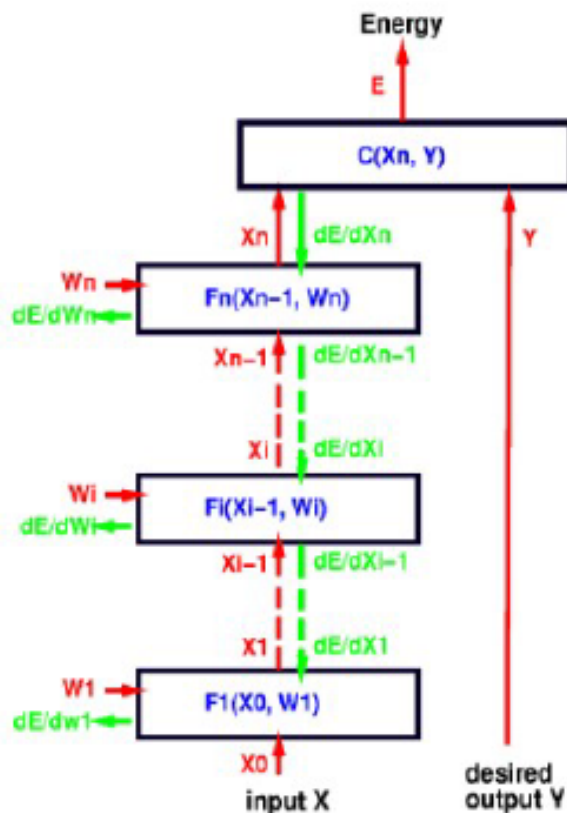 Energy
E
C(Xn, Y)
Xn
dE/dXn
Y
Wn
Fn(Xn-1, Wn)
dE/dWn
Xn-1
dE/dXn-1
Xi
dE/dXi
Wi
Fi(Xi-1, Wi)
dE/dWi
Xi-1
dE/dXi-1
X1
dE/dX1
W1
F1(X0, W1)
dE/dw1
X0
input X
desired
output Y